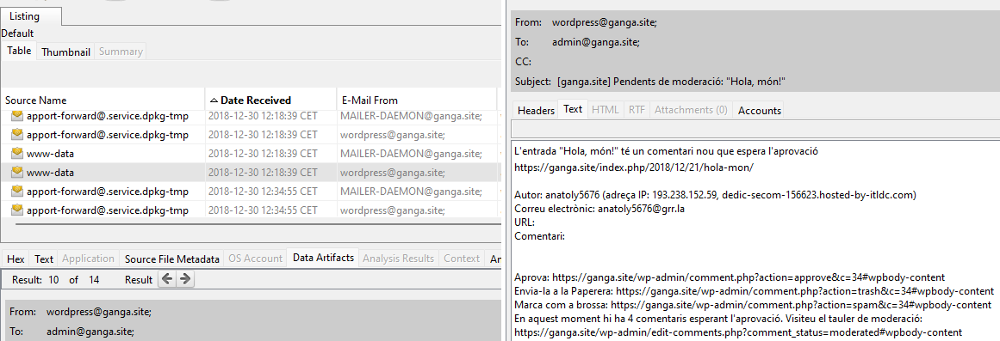 Listing
Default
Table Thumbnail Summary
Source Name Date Received E-Mail From
apport-forward@.service.dpkg-tmp 2018-12-30 12:18:39 CET MAILER-DAEMON@ganga.site;
apport-forward@.service.dpkg-tmp 2018-12-30 12:18:39 CET wordpress@ganga.site;
www-data 2018-12-30 12:18:39 CET MAILER-DAEMON@ganga.site;
www-data 2018-12-30 12:18:39 CET wordpress@ganga.site;
apport-forward@.service.dpkg-tmp 2018-12-30 12:34:55 CET MAILER-DAEMON@ganga.site;
apport-forward@.service.dpkg-tmp 2018-12-30 12:34:55 CET wordpress@ganga.site;
Hex Text Application Source File Metadata OS Account Data Artifacts Analysis Results Context An
Result: 10 of 14 Result
From: wordpress@ganga.site;
To: admin@ganga.site;
From: wordpress@ganga.site;
To: admin@ganga.site;
CC:
Subject: [ganga.site] Pendents de moderació: "Hola, món!"
Headers Text HTML RTF Attachments (0) Accounts
L'entrada "Hola, món!" té un comentari nou que espera l'aprovació
https://ganga.site/index.php/2018/12/21/hola-mon/
Autor: anatoly5676 (adreça IP: 193.238.152.59, dedic-secom-156623.hosted-by-itldc.com)
Correu electrònic: anatoly5676@grr.la
URL:
Comentari:
Aprova: https://ganga.site/wp-admin/comment.php?action=approve&c=34#wpbody-content
Envia-la a la Paperera: https://ganga.site/wp-admin/comment.php?action=trash&c=34#wpbody-content
Marca com a brossa: https://ganga.site/wp-admin/comment.php?action=spam&c=34#wpbody-content
En aquest moment hi ha 4 comentaris esperant l'aprovació. Visiteu el tauler de moderació:
https://ganga.site/wp-admin/edit-comments.php?comment_status=moderated#wpbody-content